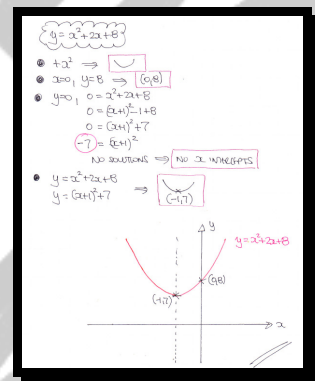 y = x²+2x+8
+x² ⇒
x=0, y=8 ⇒ (0,8)
y=0, 0 = x²+2x+8
0 = (x+1)²-1+8
0 = (x+1)²+7
-7 = (x+1)²
NO SOLUTIONS ⇒ NO x INTERCEPTS
y = x²+2x+8
y = (x+1)²+7 ⇒ (-1,7)
y
y=x²+2x+8
(0,8)
(-1,7)
x